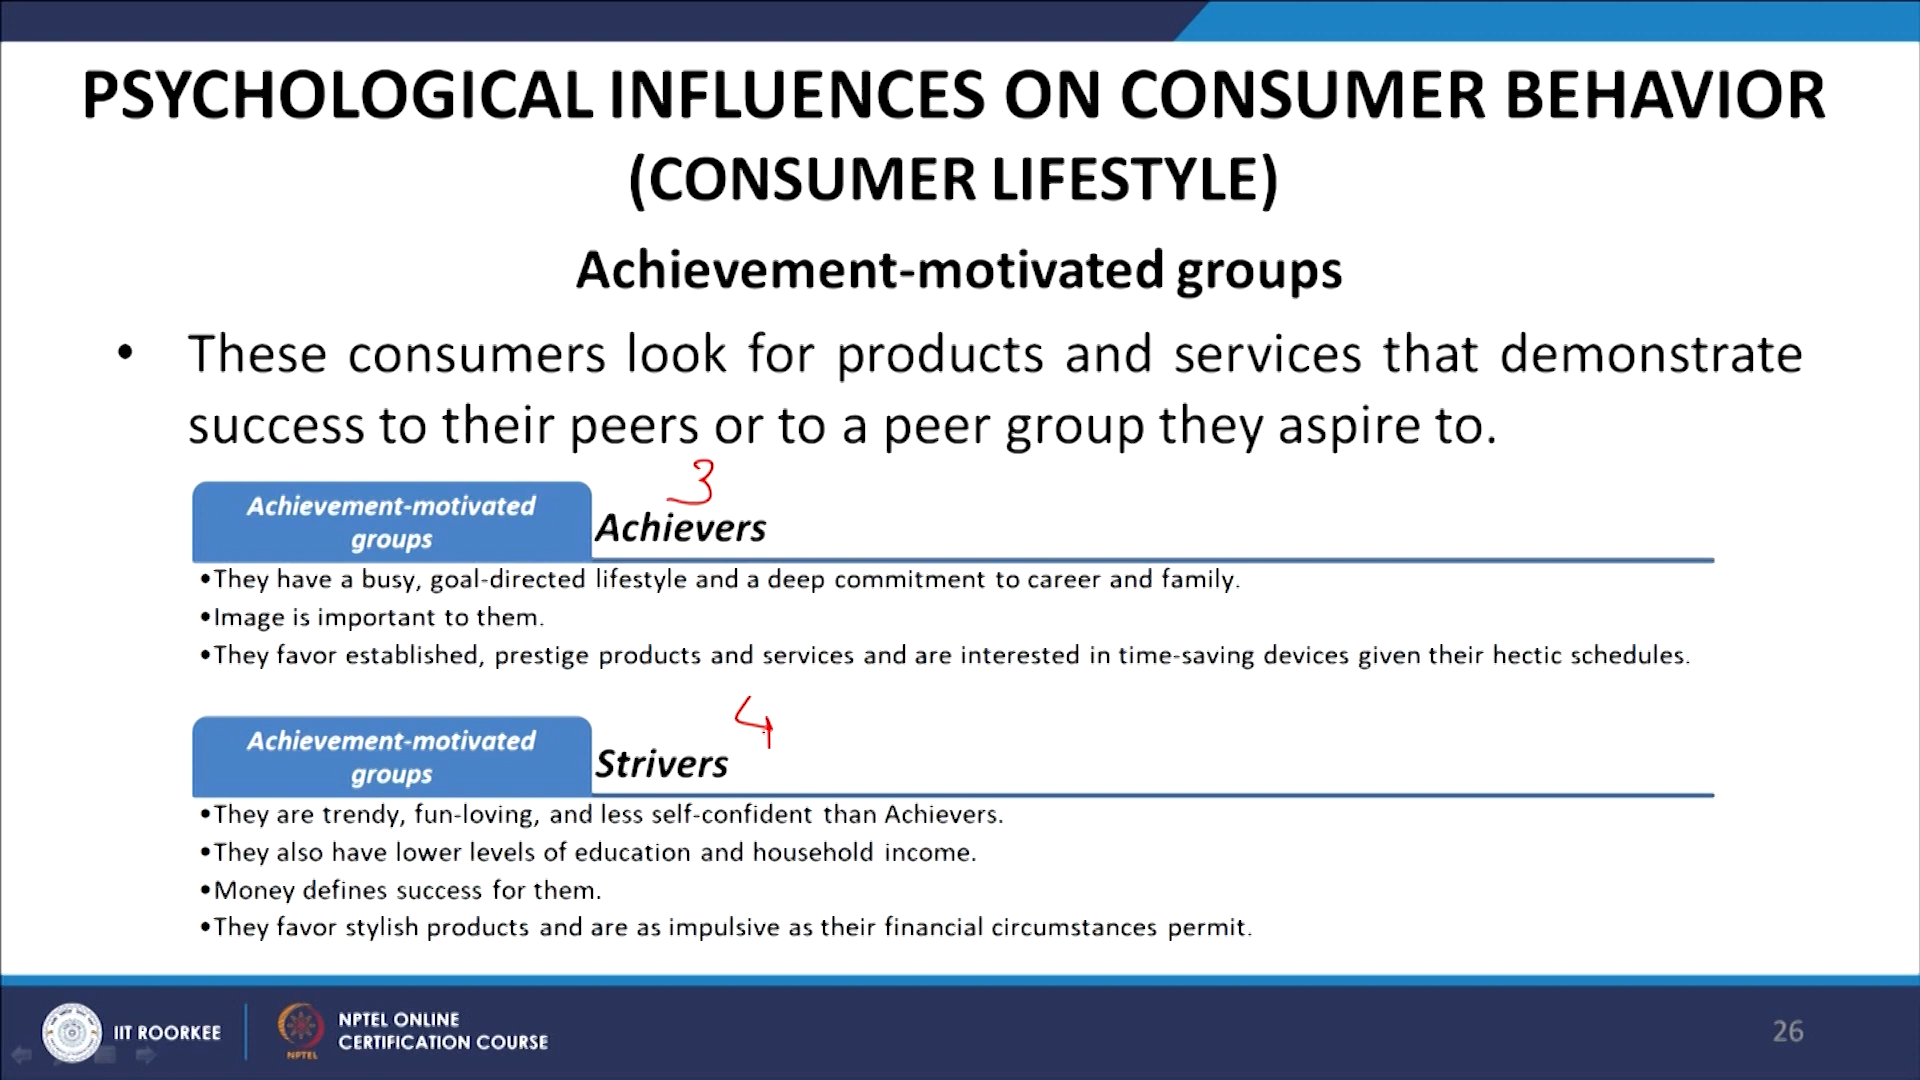 PSYCHOLOGICAL INFLUENCES ON CONSUMER BEHAVIOR
(CONSUMER LIFESTYLE)
Achievement-motivated groups
• These consumers look for products and services that demonstrate
success to their peers or to a peer group they aspire to.
3
Achievement-motivated
groups
Achievers
•They have a busy, goal-directed lifestyle and a deep commitment to career and family.
•Image is important to them.
•They favor established, prestige products and services and are interested in time-saving devices given their hectic schedules.
4
Achievement-motivated
groups
Strivers
•They are trendy, fun-loving, and less self-confident than Achievers.
•They also have lower levels of education and household income.
•Money defines success for them.
•They favor stylish products and are as impulsive as their financial circumstances permit.
IIT ROORKEE
NPTEL
NPTEL ONLINE
CERTIFICATION COURSE
26